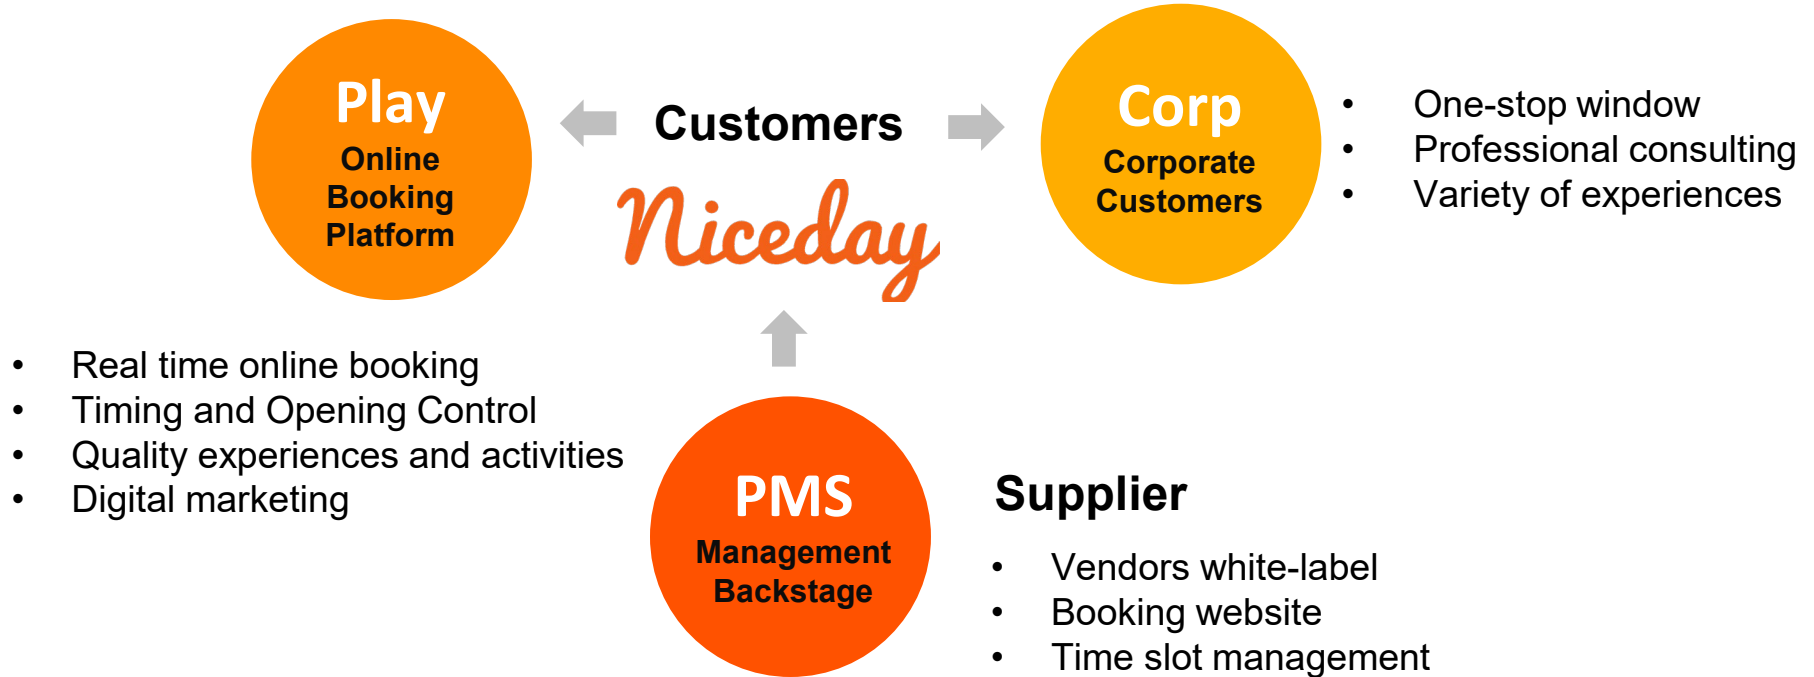 Play
Online
Booking
Platform
Customers
Niceday
Corp
Corporate
Customers
• One-stop window
• Professional consulting
• Variety of experiences
• Real time online booking
• Timing and Opening Control
• Quality experiences and activities
• Digital marketing
PMS
Management
Backstage
Supplier
• Vendors white-label
• Booking website
• Time slot management